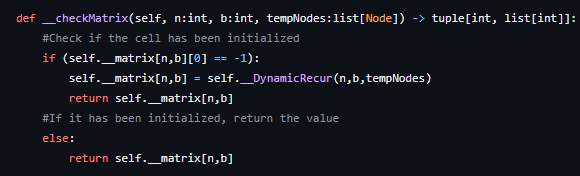 def __checkMatrix(self, n:int, b:int, tempNodes:list[Node]) -> tuple[int, list[int]]:
    #Check if the cell has been initialized
    if (self.__matrix[n,b][0] == -1):
        self.__matrix[n,b] = self.__DynamicRecur(n,b,tempNodes)
        return self.__matrix[n,b]
    #If it has been initialized, return the value
    else:
        return self.__matrix[n,b]